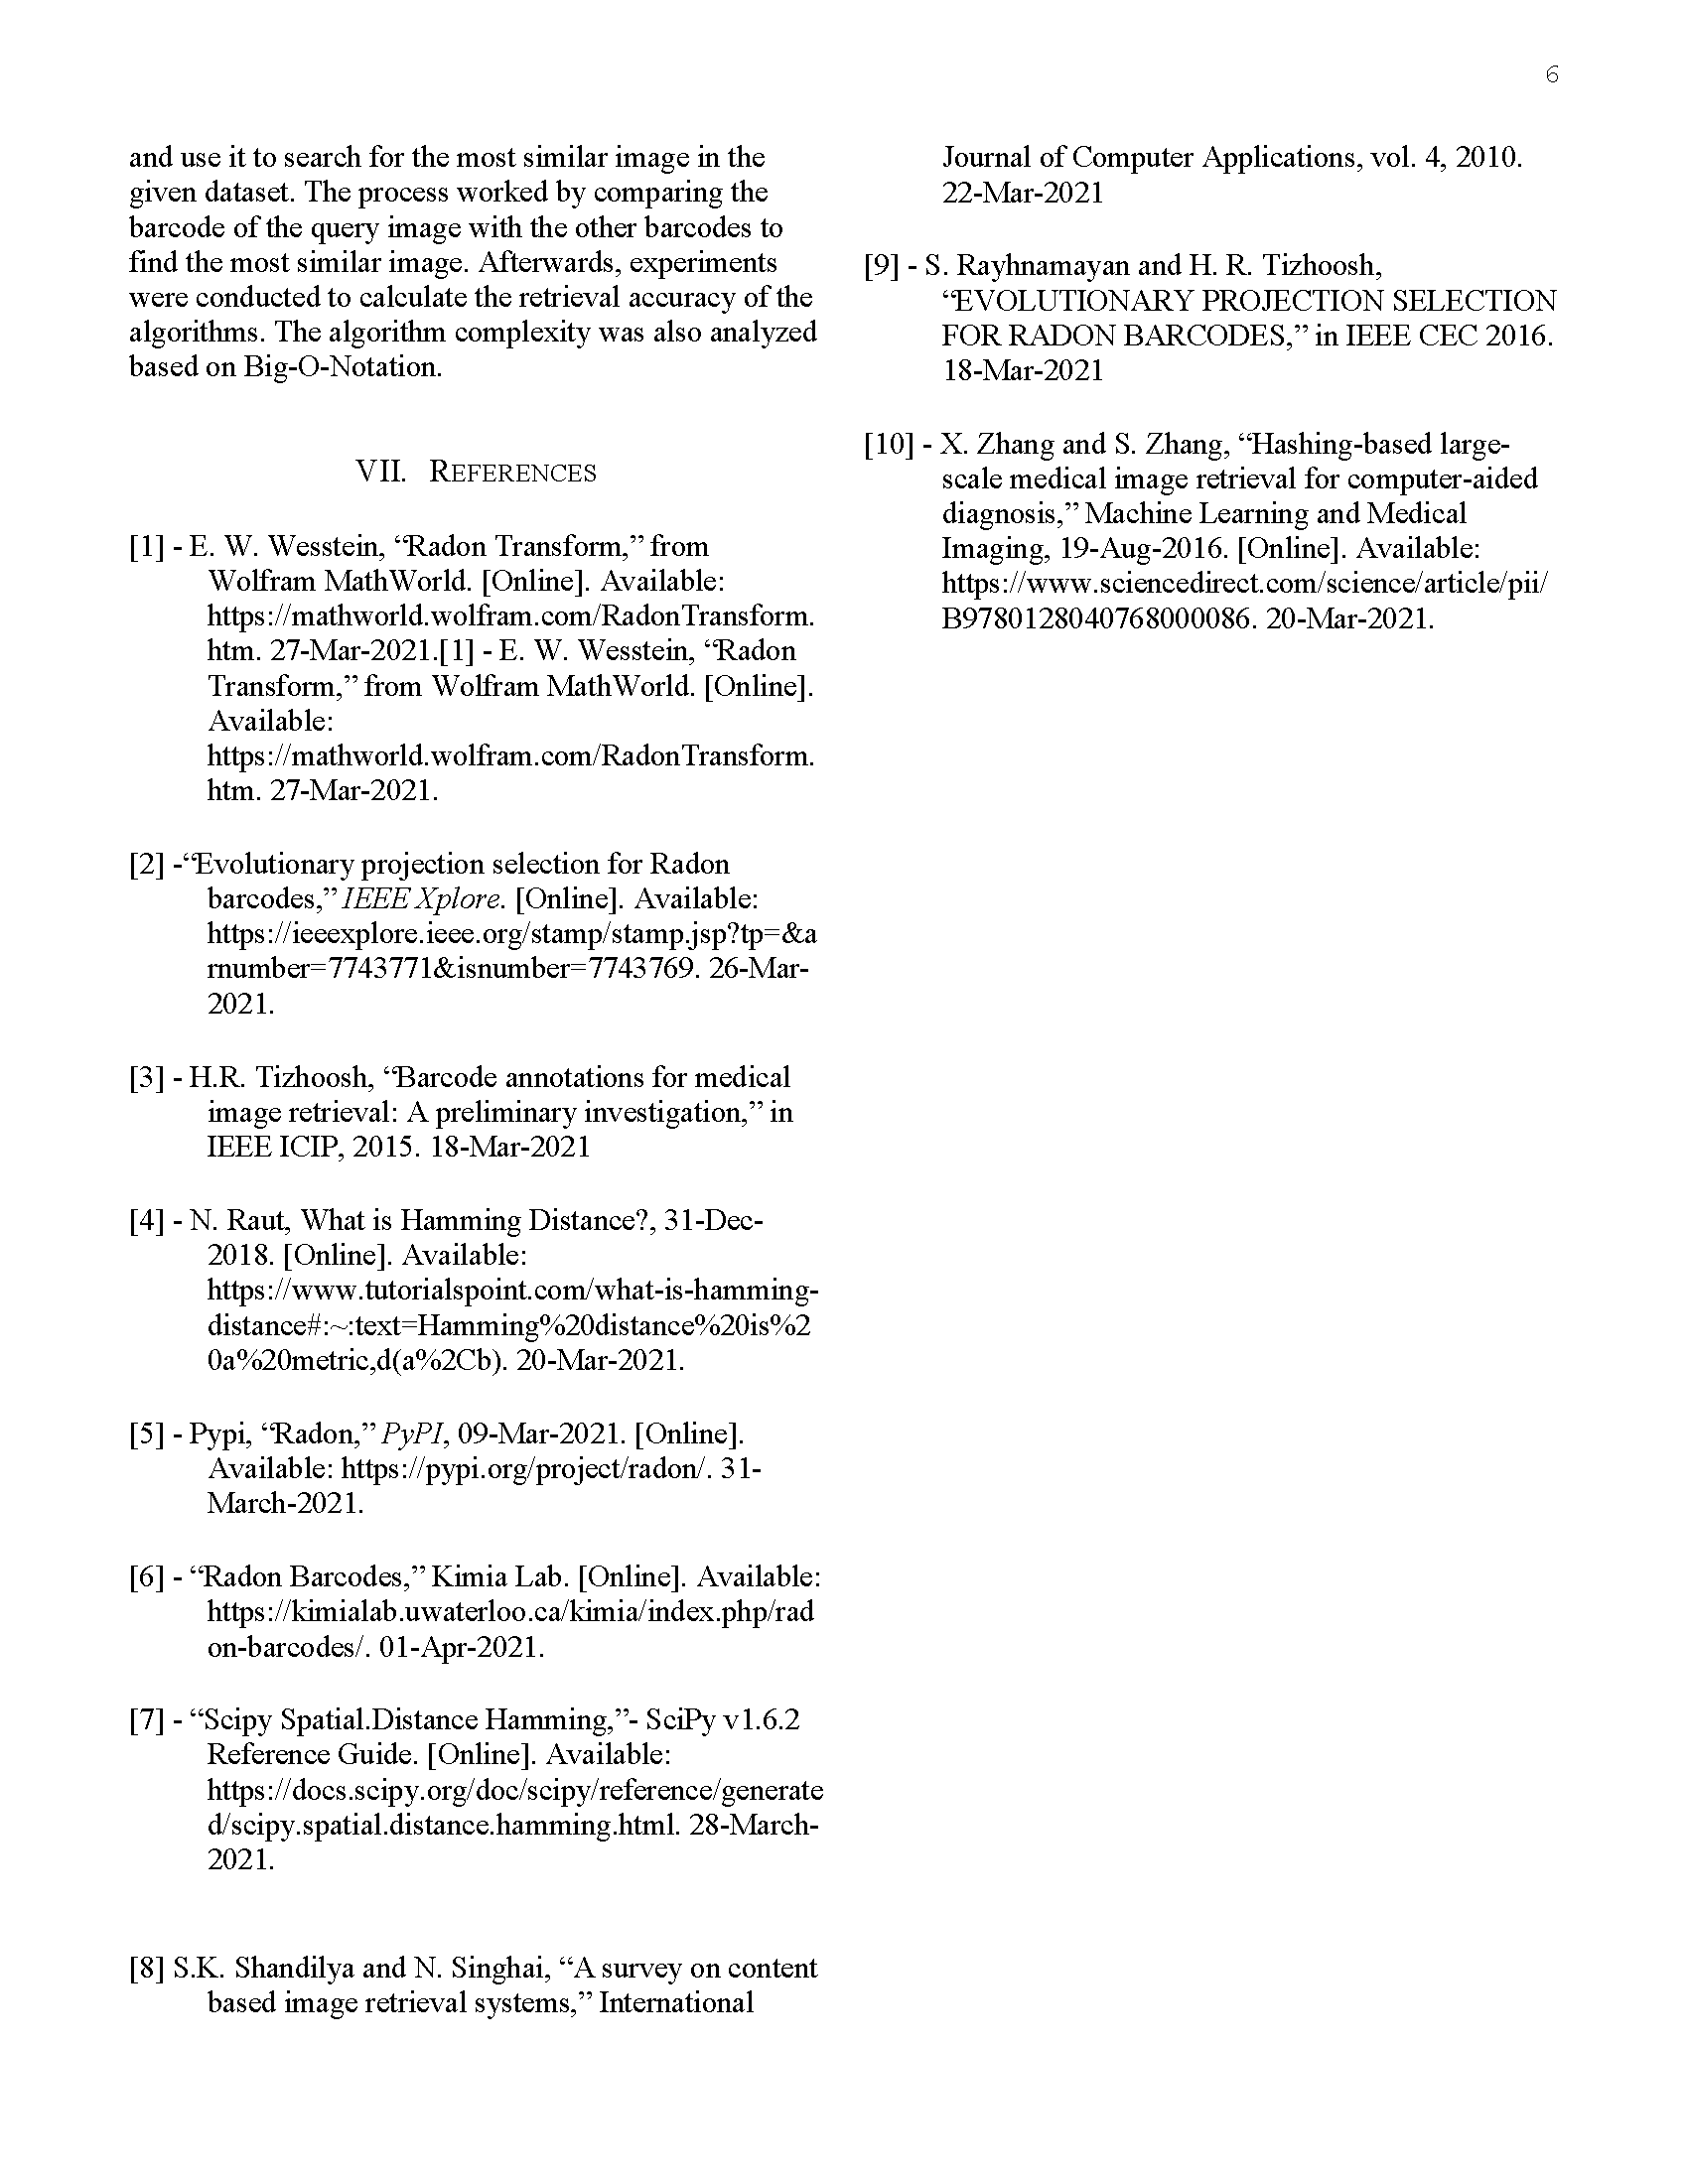 6
and use it to search for the most similar image in the
given dataset. The process worked by comparing the
barcode of the query image with the other barcodes to
find the most similar image. Afterwards, experiments
were conducted to calculate the retrieval accuracy of the
algorithms. The algorithm complexity was also analyzed
based on Big-O-Notation.
VII. REFERENCES
[1] - E. W. Wesstein, “Radon Transform,” from
Wolfram MathWorld. [Online]. Available:
https://mathworld.wolfram.com/RadonTransform.
htm. 27-Mar-2021.[1] - E. W. Wesstein, “Radon
Transform,” from Wolfram MathWorld. [Online].
Available:
https://mathworld.wolfram.com/RadonTransform.
htm. 27-Mar-2021.
[2] -“Evolutionary projection selection for Radon
barcodes,” IEEE Xplore. [Online]. Available:
https://ieeexplore.ieee.org/stamp/stamp.jsp?tp=&a
rnumber=7743771&isnumber=7743769. 26-Mar-
2021.
[3] - H.R. Tizhoosh, “Barcode annotations for medical
image retrieval: A preliminary investigation,” in
IEEE ICIP, 2015. 18-Mar-2021
[4] - N. Raut, What is Hamming Distance?, 31-Dec-
2018. [Online]. Available:
https://www.tutorialspoint.com/what-is-hamming-
distance#:~:text=Hamming%20distance%20is%2
0a%20metric,d(a%2Cb). 20-Mar-2021.
[5] - Pypi, “Radon,” PyPI, 09-Mar-2021. [Online].
Available: https://pypi.org/project/radon/. 31-
March-2021.
[6] - “Radon Barcodes,” Kimia Lab. [Online]. Available:
https://kimialab.uwaterloo.ca/kimia/index.php/rad
on-barcodes/. 01-Apr-2021.
[7] - “Scipy Spatial.Distance Hamming,”- SciPy v1.6.2
Reference Guide. [Online]. Available:
https://docs.scipy.org/doc/scipy/reference/generate
d/scipy.spatial.distance.hamming.html. 28-March-
2021.
[8] S.K. Shandilya and N. Singhai, “A survey on content
based image retrieval systems,” International
Journal of Computer Applications, vol. 4, 2010.
22-Mar-2021
[9] - S. Rayhnamayan and H. R. Tizhoosh,
“EVOLUTIONARY PROJECTION SELECTION
FOR RADON BARCODES,” in IEEE CEC 2016.
18-Mar-2021
[10] - X. Zhang and S. Zhang, “Hashing-based large-
scale medical image retrieval for computer-aided
diagnosis,” Machine Learning and Medical
Imaging, 19-Aug-2016. [Online]. Available:
https://www.sciencedirect.com/science/article/pii/
B9780128040768000086. 20-Mar-2021.